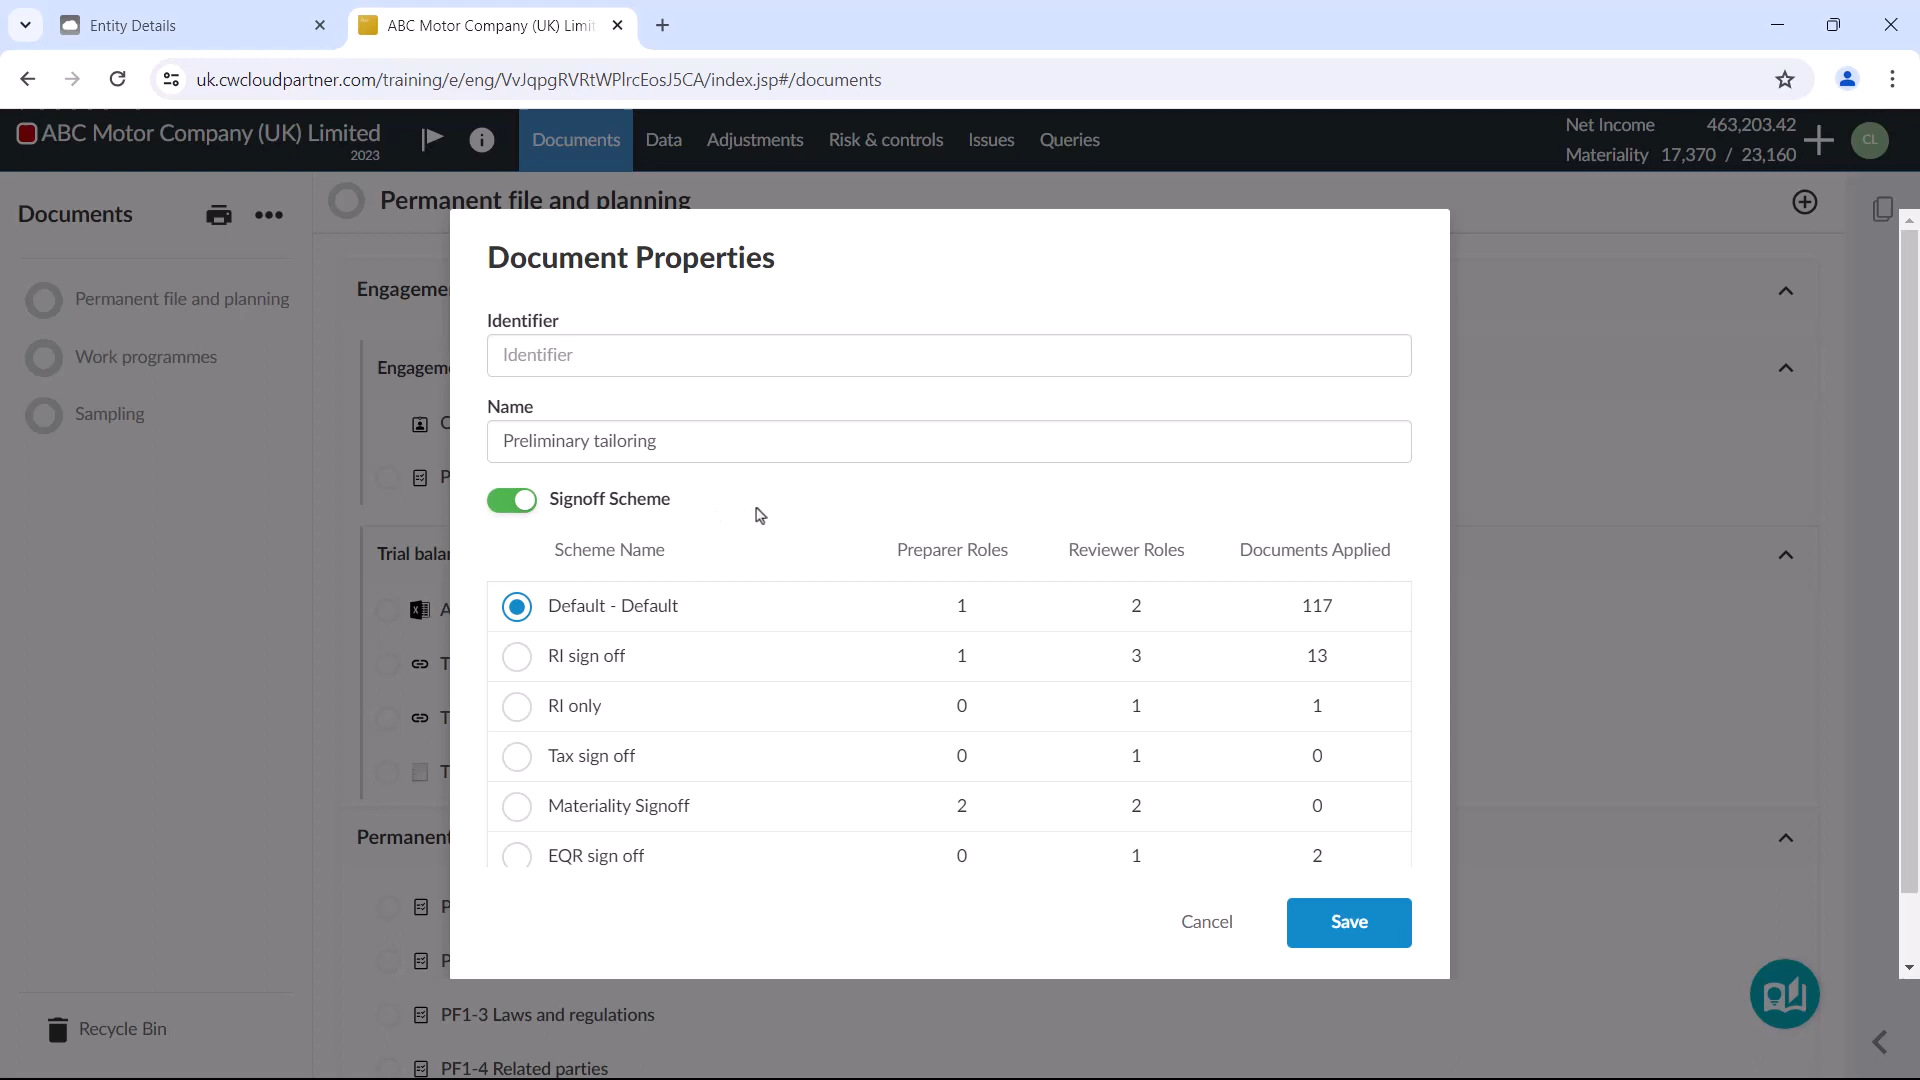 Entity Details
ABC Motor Company (UK) Limit
uk.cwcloudpartner.com/training/e/eng/VvJqpgRVRtWPlrcEosJ5CA/index.jsp#/documents
ABC Motor Company (UK) Limited
2023
Documents
Data
Adjustments
Risk & controls
Issues
Queries
Net Income 463,203.42
Materiality 17,370 / 23,160
CL
Documents
Permanent file and planning
Work programmes
Sampling
Recycle Bin
Permanent file and planning
Engageme
Engagem
C
P
Trial balan
A
T
T
T
Permanent
P
P
PF1-3 Laws and regulations
PF1-4 Related parties
Document Properties
Identifier
Identifier
Name
Preliminary tailoring
Signoff Scheme
Scheme Name Preparer Roles Reviewer Roles Documents Applied
Default - Default 1 2 117
RI sign off 1 3 13
RI only 0 1 1
Tax sign off 0 1 0
Materiality Signoff 2 2 0
EQR sign off 0 1 2
Cancel
Save